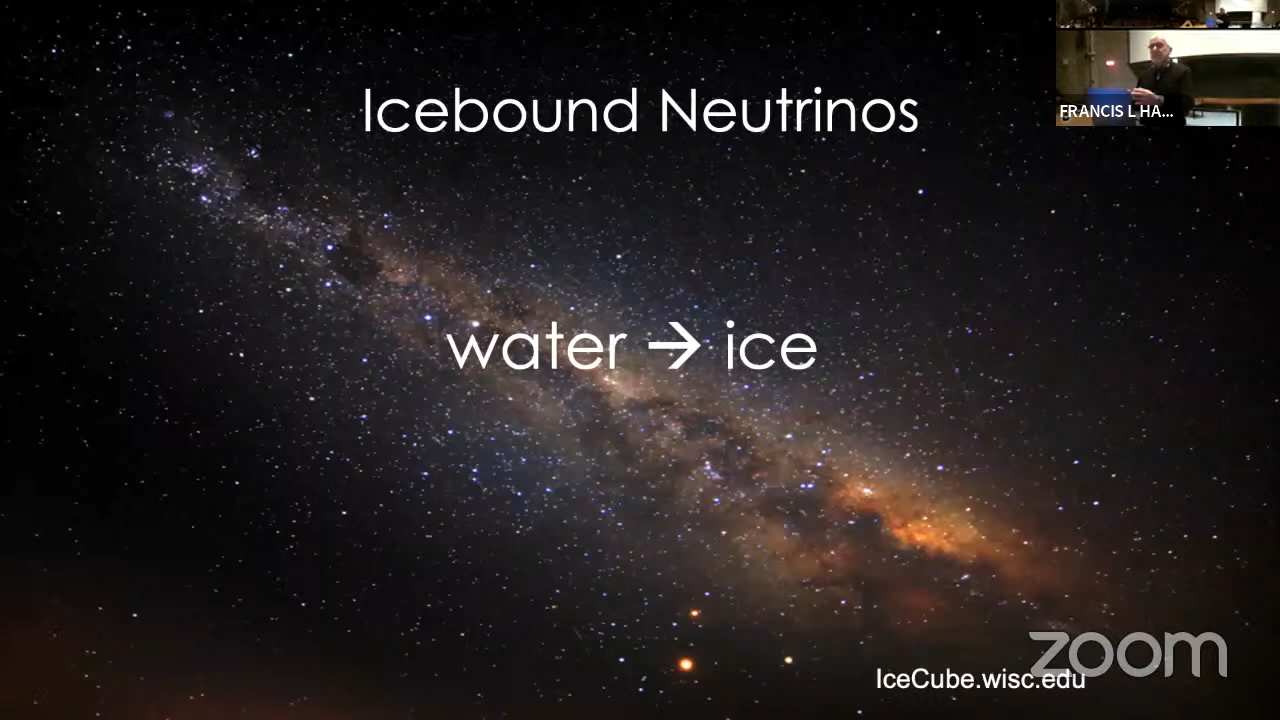 Icebound Neutrinos
FRANCIS L HA...
water → ice
zoom
IceCube.wisc.edu